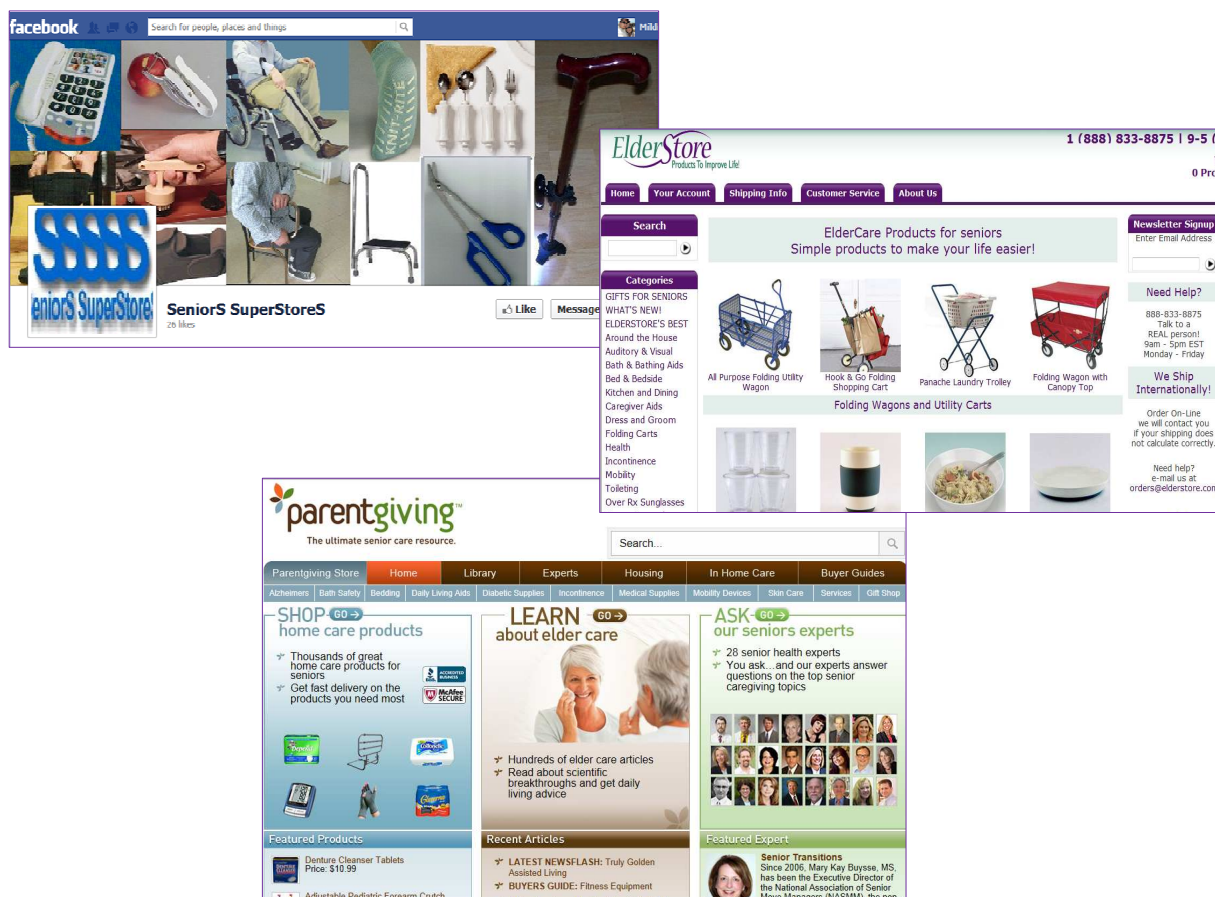 facebook
Search for people, places and things
KNIT-RITE
SSSSS
eniorS SuperStore
SeniorS SuperStoreS
26 likes
Like
Message
ElderStore
Products To Improve Life!
1 (888) 833-8875 | 9-5 (
0 Pro
Home
Your Account
Shipping Info
Customer Service
About Us
Search
Categories
GIFTS FOR SENIORS
WHAT'S NEW!
ELDERSTORE'S BEST
Around the House
Auditory & Visual
Bath & Bathing Aids
Bed & Bedside
Kitchen and Dining
Caregiver Aids
Dress and Groom
Folding Carts
Health
Incontinence
Mobility
Toileting
Over Rx Sunglasses
ElderCare Products for seniors
Simple products to make your life easier!
All Purpose Folding Utility
Wagon
Hook & Go Folding
Shopping Cart
Panache Laundry Trolley
Folding Wagon with
Canopy Top
Folding Wagons and Utility Carts
Newsletter Signup
Enter Email Address
Need Help?
888-833-8875
Talk to a
REAL person!
9am - 5pm EST
Monday - Friday
We Ship
Internationally!
Order On-Line
we will contact you
if your shipping does
not calculate correctly.
Need help?
e-mail us at
orders@elderstore.com
parentgiving™
The ultimate senior care resource.
Search...
Parentgiving Store
Home
Library
Experts
Housing
In Home Care
Buyer Guides
Alzheimers
Bath Safety
Bedding
Daily Living Aids
Diabetic Supplies
Incontinence
Medical Supplies
Mobility Devices
Skin Care
Services
Gift Shop
SHOP GO →
home care products
Thousands of great
home care products for
seniors
Get fast delivery on the
products you need most
ACCREDITED
BUSINESS
McAfee
SECURE
Depend
Cottonelle
Glucerna
Featured Products
Denture Cleanser Tablets
Price: $10.99
Adjustable Pediatric Forearm Crutch
LEARN GO →
about elder care
Hundreds of elder care articles
Read about scientific
breakthroughs and get daily
living advice
Recent Articles
LATEST NEWSFLASH: Truly Golden
Assisted Living
BUYERS GUIDE: Fitness Equipment
ASK GO →
our seniors experts
28 senior health experts
You ask...and our experts answer
questions on the top senior
caregiving topics
Featured Expert
Senior Transitions
Since 2006, Mary Kay Buysse, MS,
has been the Executive Director of
the National Association of Senior
Move Managers (NASMM), the non